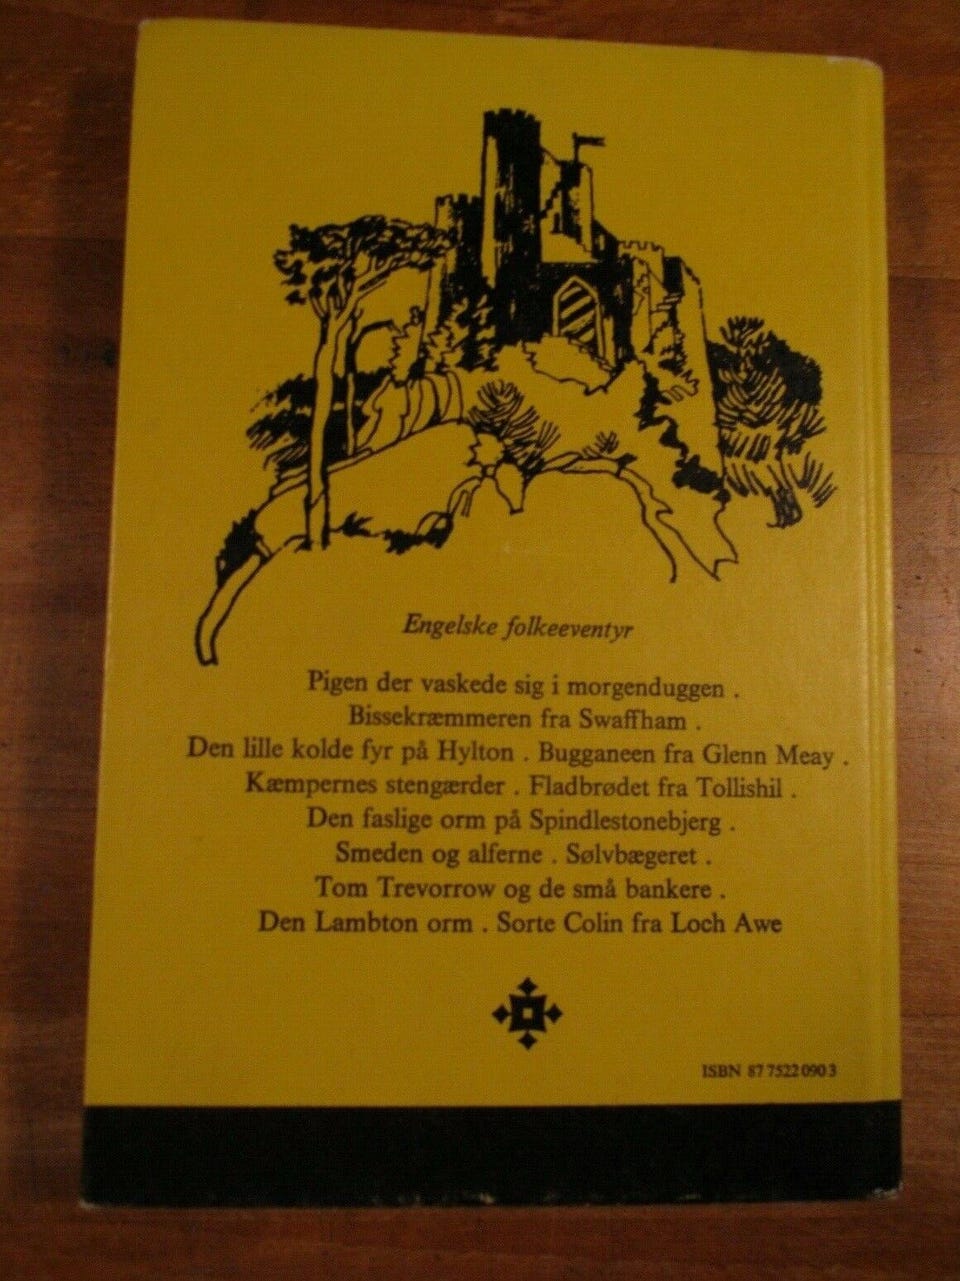 Engelske folkeeventyr
Pigen der vaskede sig i morgenduggen .
Bissekræmmeren fra Swaffham .
Den lille kolde fyr på Hylton . Bugganeen fra Glenn Meay .
Kæmpernes stengærder . Fladbrødet fra Tollishil .
Den faslige orm på Spindlestonebjerg .
Smeden og alferne . Sølvbægeret .
Tom Trevorrow og de små bankere .
Den Lambton orm . Sorte Colin fra Loch Awe
ISBN 87 7522 090 3